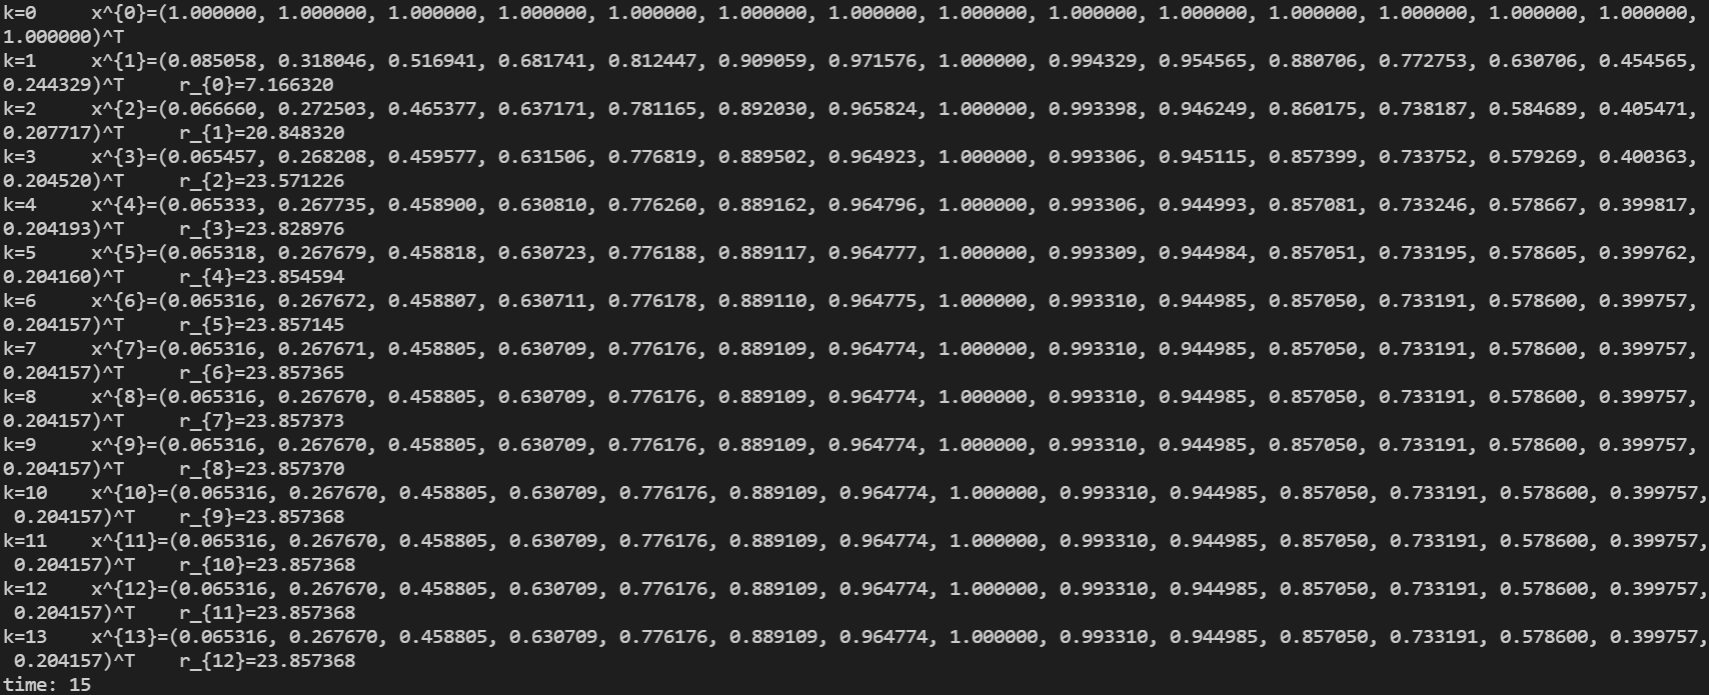 k=0     x^{0}=(1.000000, 1.000000, 1.000000, 1.000000, 1.000000, 1.000000, 1.000000, 1.000000, 1.000000, 1.000000, 1.000000, 1.000000, 1.000000, 1.000000,
1.000000)^T
k=1     x^{1}=(0.085058, 0.318046, 0.516941, 0.681741, 0.812447, 0.909059, 0.971576, 1.000000, 0.994329, 0.954565, 0.880706, 0.772753, 0.630706, 0.454565,
0.244329)^T     r_{0}=7.166320
k=2     x^{2}=(0.066660, 0.272503, 0.465377, 0.637171, 0.781165, 0.892030, 0.965824, 1.000000, 0.993398, 0.946249, 0.860175, 0.738187, 0.584689, 0.405471,
0.207717)^T     r_{1}=20.848320
k=3     x^{3}=(0.065457, 0.268208, 0.459577, 0.631506, 0.776819, 0.889502, 0.964923, 1.000000, 0.993306, 0.945115, 0.857399, 0.733752, 0.579269, 0.400363,
0.204520)^T     r_{2}=23.571226
k=4     x^{4}=(0.065333, 0.267735, 0.458900, 0.630810, 0.776260, 0.889162, 0.964796, 1.000000, 0.993306, 0.944993, 0.857081, 0.733246, 0.578667, 0.399817,
0.204193)^T     r_{3}=23.828976
k=5     x^{5}=(0.065318, 0.267679, 0.458818, 0.630723, 0.776188, 0.889117, 0.964777, 1.000000, 0.993309, 0.944984, 0.857051, 0.733195, 0.578605, 0.399762,
0.204160)^T     r_{4}=23.854594
k=6     x^{6}=(0.065316, 0.267672, 0.458807, 0.630711, 0.776178, 0.889110, 0.964775, 1.000000, 0.993310, 0.944985, 0.857050, 0.733191, 0.578600, 0.399757,
0.204157)^T     r_{5}=23.857145
k=7     x^{7}=(0.065316, 0.267671, 0.458805, 0.630709, 0.776176, 0.889109, 0.964774, 1.000000, 0.993310, 0.944985, 0.857050, 0.733191, 0.578600, 0.399757,
0.204157)^T     r_{6}=23.857365
k=8     x^{8}=(0.065316, 0.267670, 0.458805, 0.630709, 0.776176, 0.889109, 0.964774, 1.000000, 0.993310, 0.944985, 0.857050, 0.733191, 0.578600, 0.399757,
0.204157)^T     r_{7}=23.857373
k=9     x^{9}=(0.065316, 0.267670, 0.458805, 0.630709, 0.776176, 0.889109, 0.964774, 1.000000, 0.993310, 0.944985, 0.857050, 0.733191, 0.578600, 0.399757,
0.204157)^T     r_{8}=23.857370
k=10    x^{10}=(0.065316, 0.267670, 0.458805, 0.630709, 0.776176, 0.889109, 0.964774, 1.000000, 0.993310, 0.944985, 0.857050, 0.733191, 0.578600, 0.399757,
 0.204157)^T    r_{9}=23.857368
k=11    x^{11}=(0.065316, 0.267670, 0.458805, 0.630709, 0.776176, 0.889109, 0.964774, 1.000000, 0.993310, 0.944985, 0.857050, 0.733191, 0.578600, 0.399757,
 0.204157)^T    r_{10}=23.857368
k=12    x^{12}=(0.065316, 0.267670, 0.458805, 0.630709, 0.776176, 0.889109, 0.964774, 1.000000, 0.993310, 0.944985, 0.857050, 0.733191, 0.578600, 0.399757,
 0.204157)^T    r_{11}=23.857368
k=13    x^{13}=(0.065316, 0.267670, 0.458805, 0.630709, 0.776176, 0.889109, 0.964774, 1.000000, 0.993310, 0.944985, 0.857050, 0.733191, 0.578600, 0.399757,
 0.204157)^T    r_{12}=23.857368
time: 15